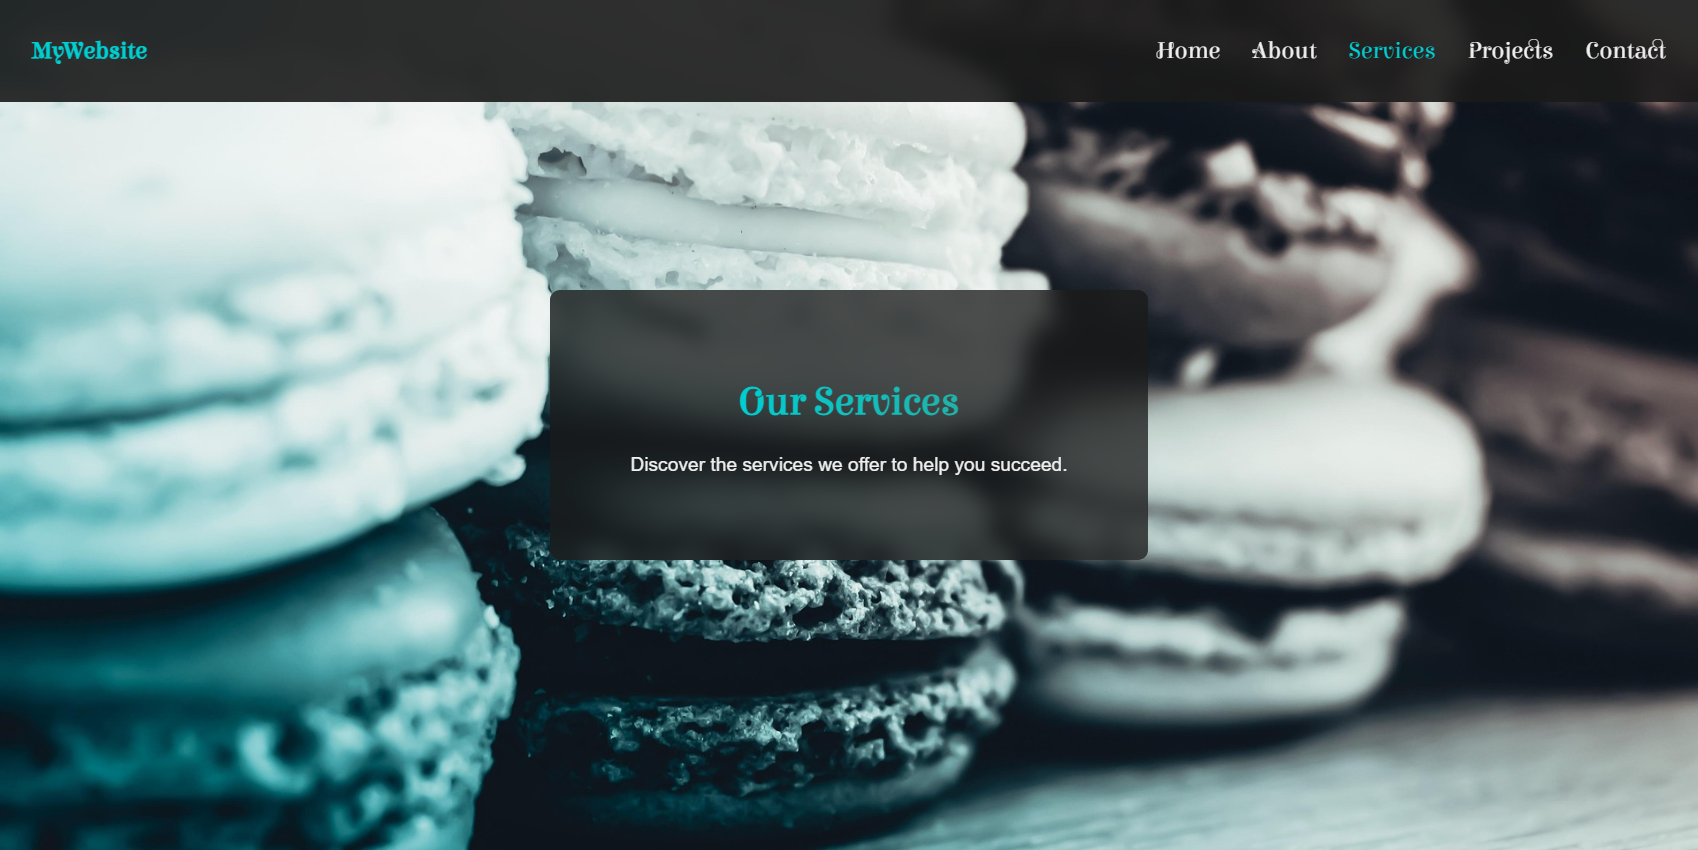 MyWebsite
Home About Services Projects Contact
Our Services
Discover the services we offer to help you succeed.